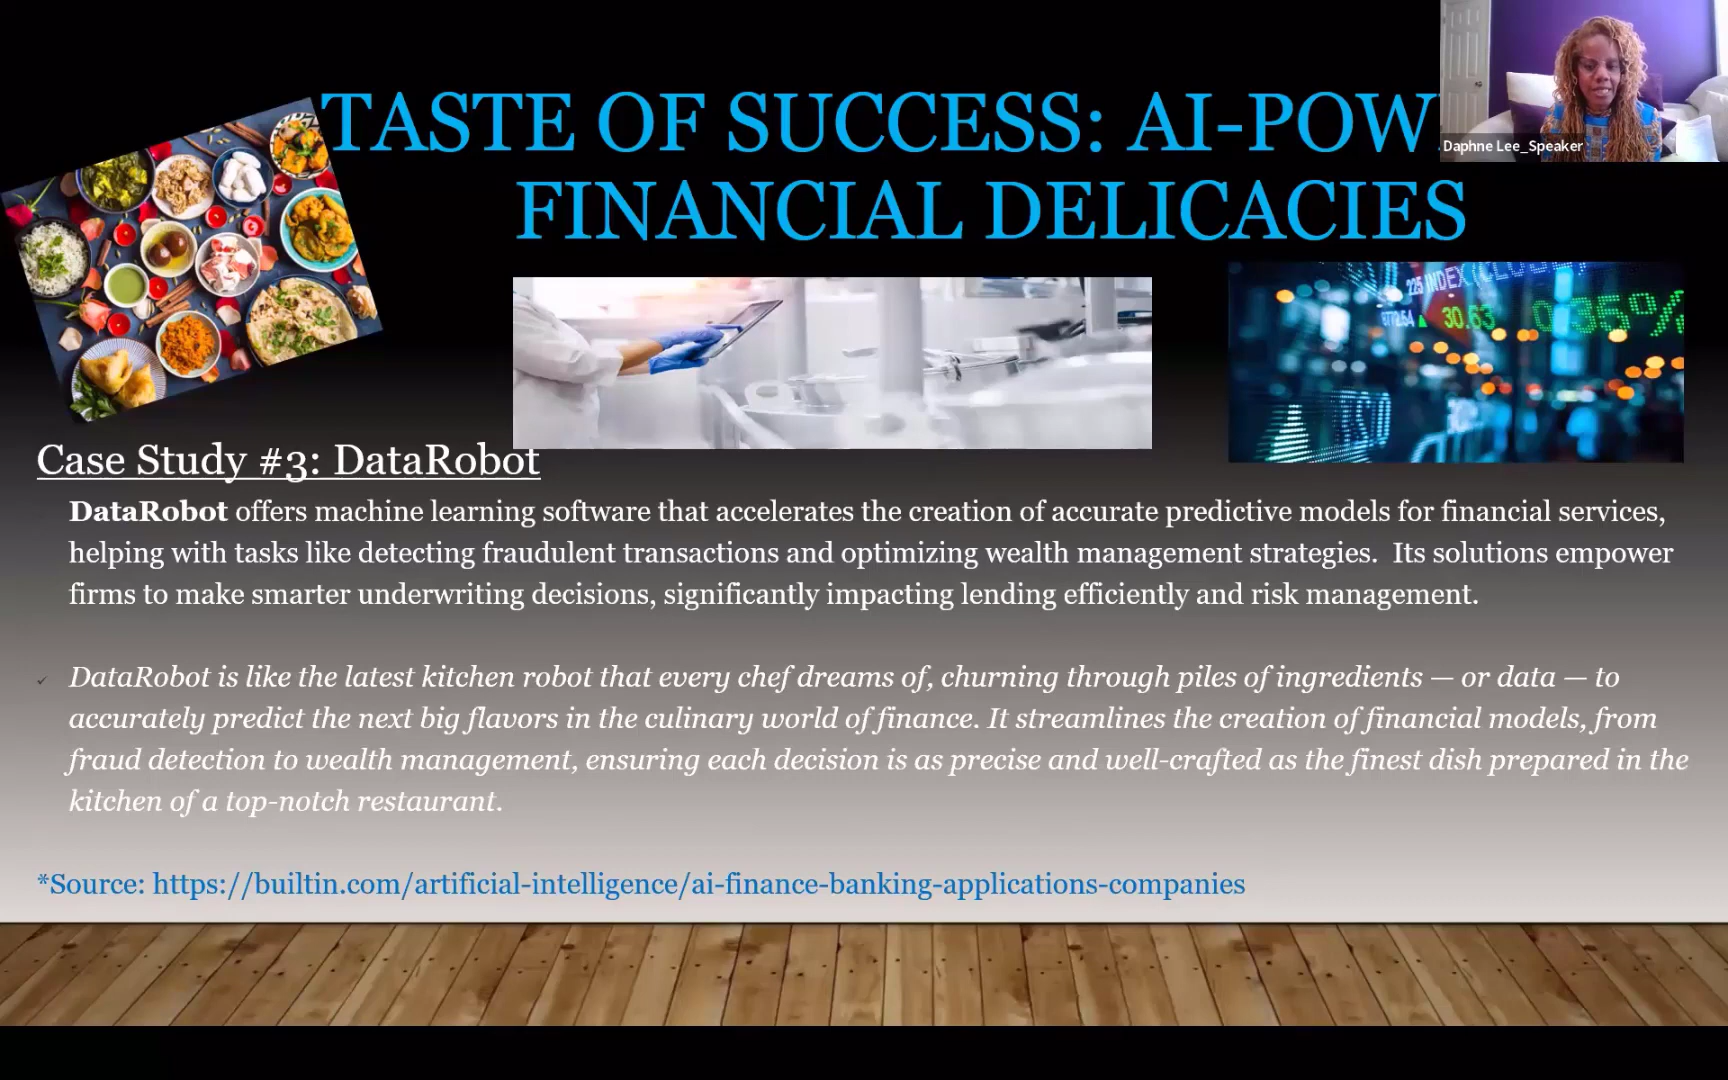 TASTE OF SUCCESS: AI-POW
Daphne Lee_Speaker
FINANCIAL DELICACIES
225 INDEX (CLOSE)
30.63 0.35%
Case Study #3: DataRobot
DataRobot offers machine learning software that accelerates the creation of accurate predictive models for financial services,
helping with tasks like detecting fraudulent transactions and optimizing wealth management strategies.  Its solutions empower
firms to make smarter underwriting decisions, significantly impacting lending efficiently and risk management.
✓ DataRobot is like the latest kitchen robot that every chef dreams of, churning through piles of ingredients — or data — to
accurately predict the next big flavors in the culinary world of finance. It streamlines the creation of financial models, from
fraud detection to wealth management, ensuring each decision is as precise and well-crafted as the finest dish prepared in the
kitchen of a top-notch restaurant.
*Source: https://builtin.com/artificial-intelligence/ai-finance-banking-applications-companies